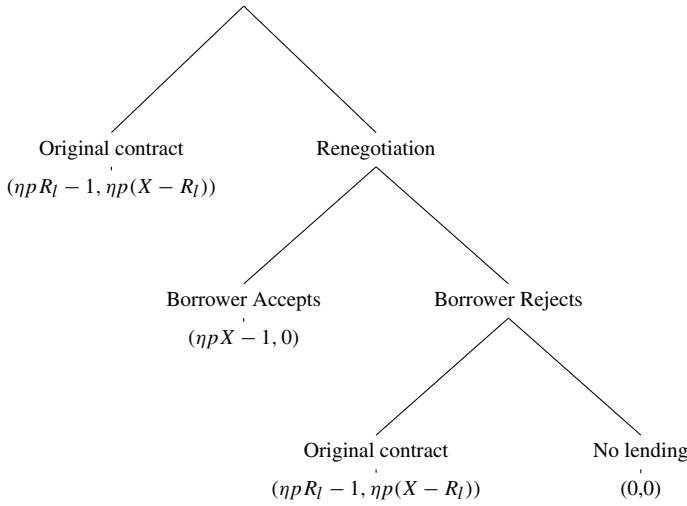 Original contract Renegotiation
(ηpR_l − 1, ηp(X − R_l))
Borrower Accepts Borrower Rejects
(ηpX − 1, 0)
Original contract No lending
(ηpR_l − 1, ηp(X − R_l)) (0,0)